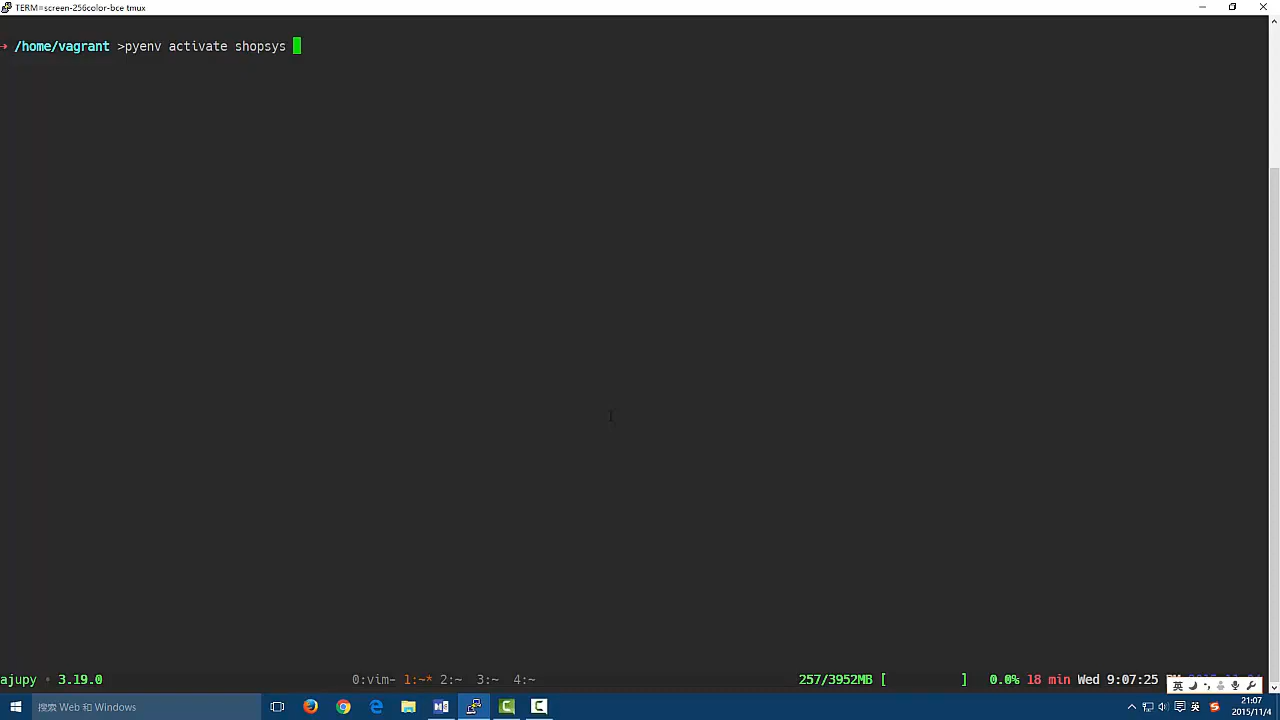 TERM=screen-256color-bce tmux
→ /home/vagrant >pyenv activate shopsys
ajupy · 3.19.0 0:vim- 1:~* 2:~ 3:~ 4:~ 257/3952MB [ ] 0.0% 18 min Wed 9:07:25
英
搜索 Web 和 Windows
英
21:07
2015/11/4